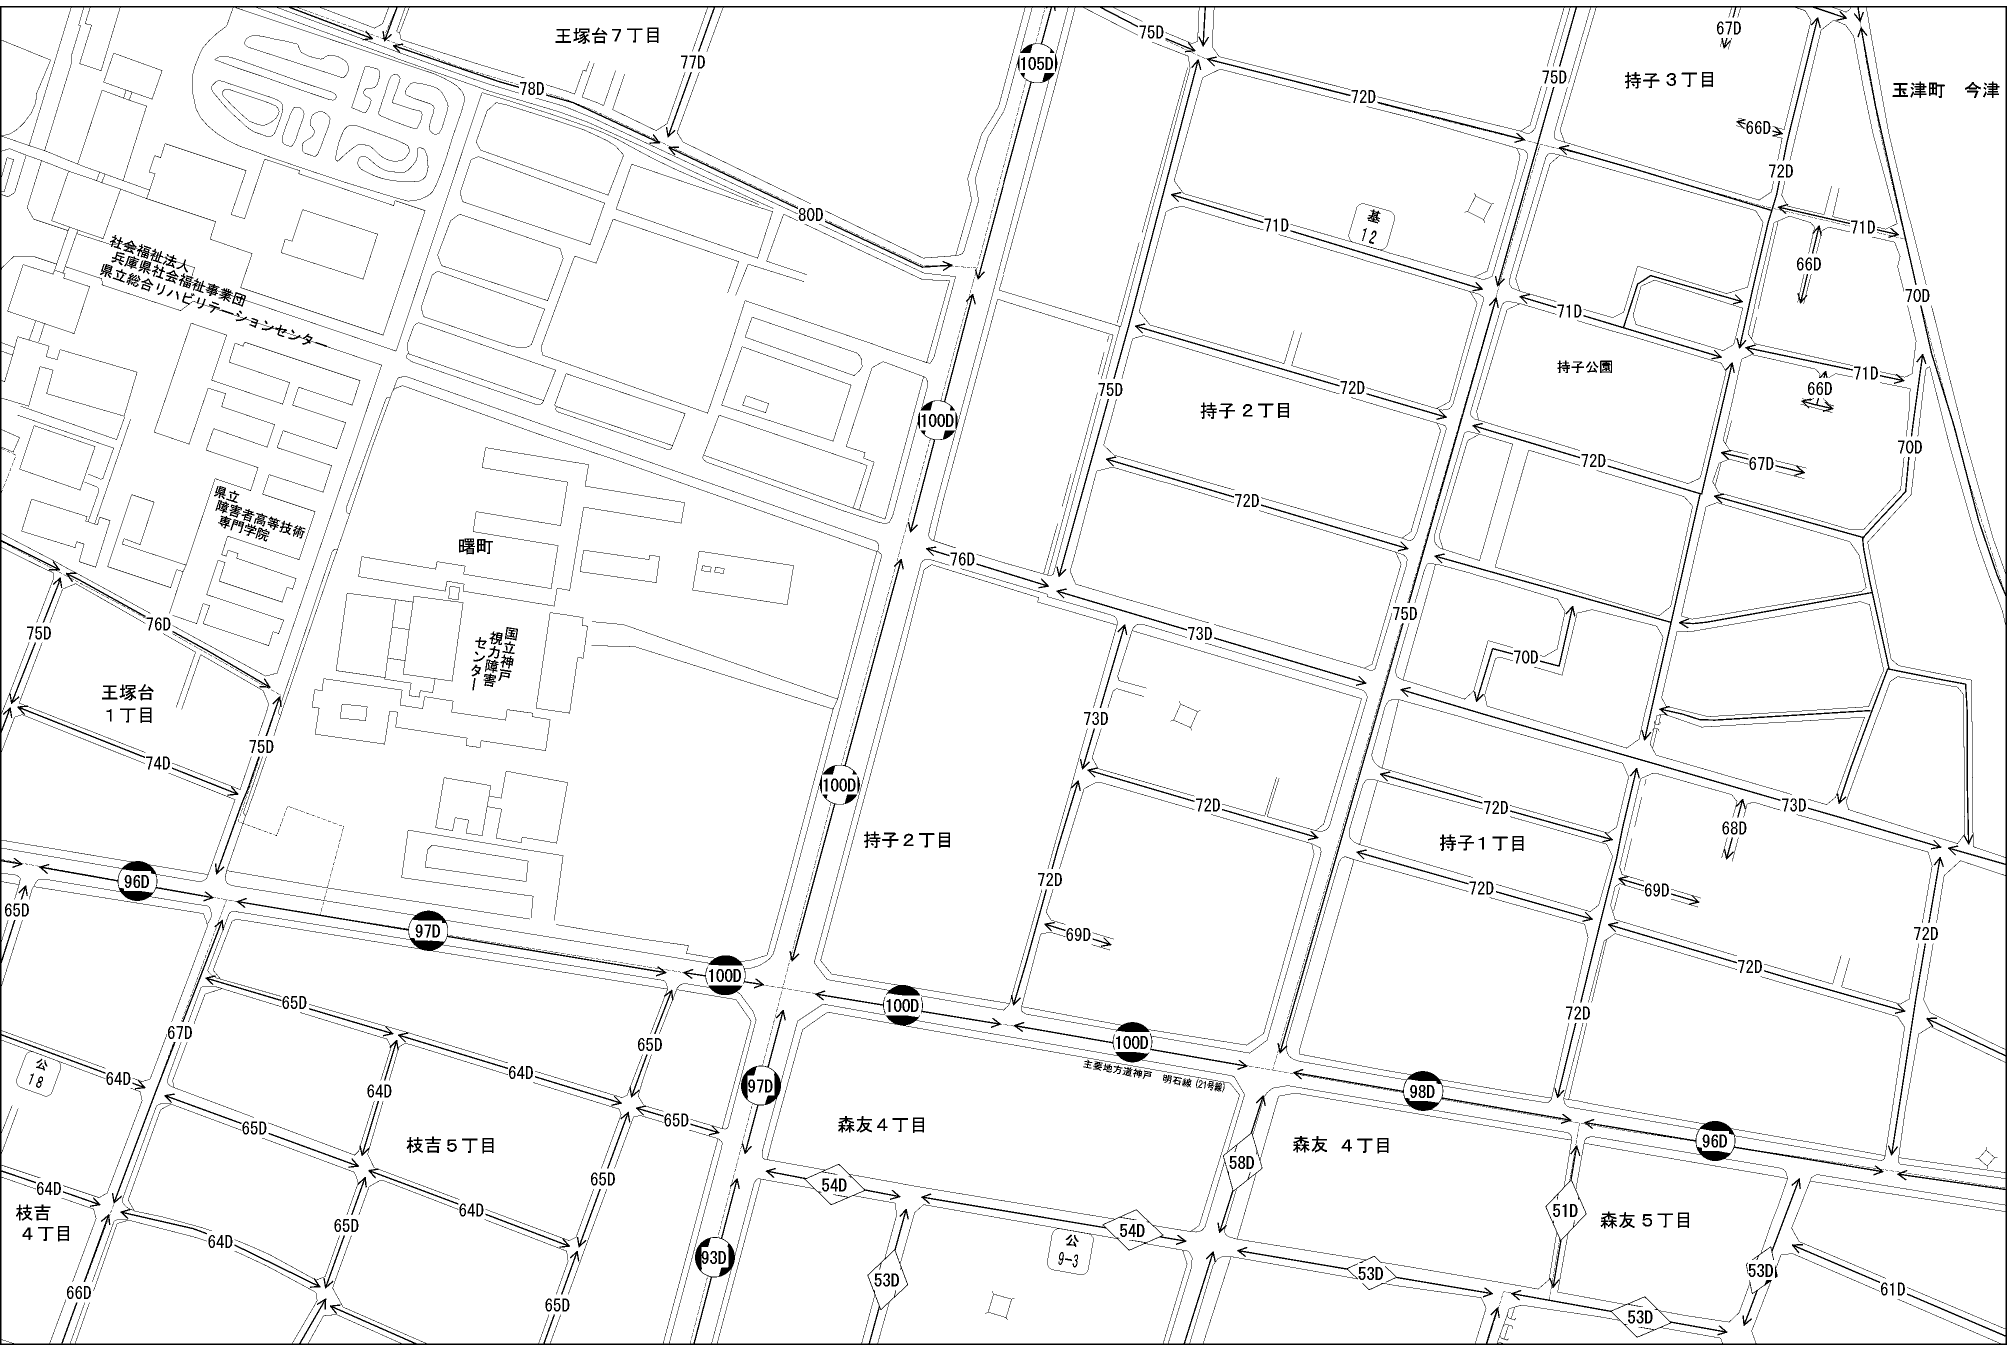 王塚台７丁目
105D
75D
67D
77D
75D
持子３丁目
78D
72D
玉津町　今津
66D
72D
80D
基
12
71D
71D
社会福祉法人
兵庫県社会福祉事業団
県立総合リハビリテーションセンター
66D
70D
71D
持子公園
71D
75D
72D
66D
持子２丁目
100D
70D
72D
67D
県立
障害者高等技術
専門学院
72D
曙町
76D
75D
76D
75D
73D
国立神戸
視力障害
センター
70D
王塚台
１丁目
73D
75D
74D
100D
72D
72D
73D
68D
持子２丁目
持子１丁目
96D
72D
72D
69D
65D
97D
69D
72D
100D
72D
65D
100D
72D
67D
65D
100D
主要地方道神戸　明石線（21号線）
公
18
64D
64D
64D
97D
98D
65D
65D
森友４丁目
96D
枝吉５丁目
森友 ４丁目
58D
64D
65D
54D
枝吉
４丁目
64D
51D
森友５丁目
65D
54D
64D
公
9-3
93D
53D
53D
53D
66D
61D
65D
53D